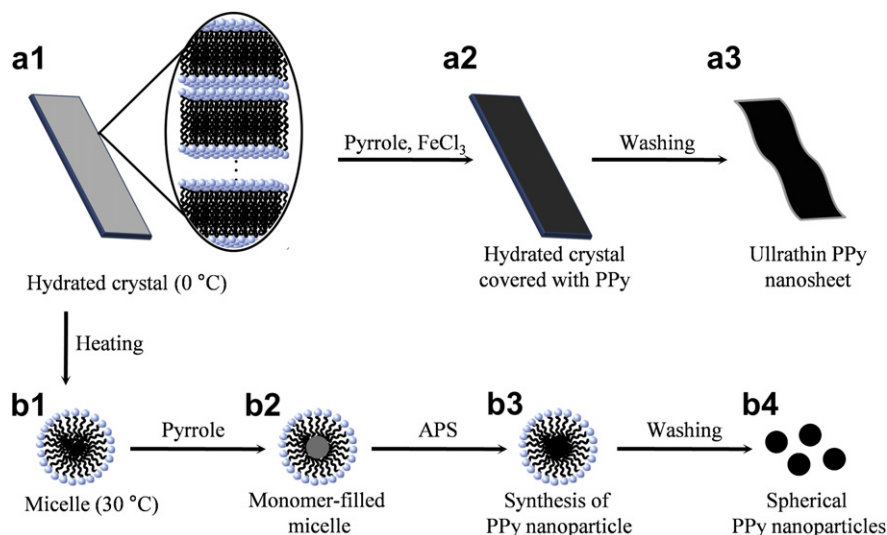 a1
a2
a3
Pyrrole, FeCl₃
Washing
Hydrated crystal (0 °C)
Hydrated crystal
covered with PPy
Ullrathin PPy
nanosheet
Heating
b1
b2
b3
b4
Pyrrole
APS
Washing
Micelle (30 °C)
Monomer-filled
micelle
Synthesis of
PPy nanoparticle
Spherical
PPy nanoparticles